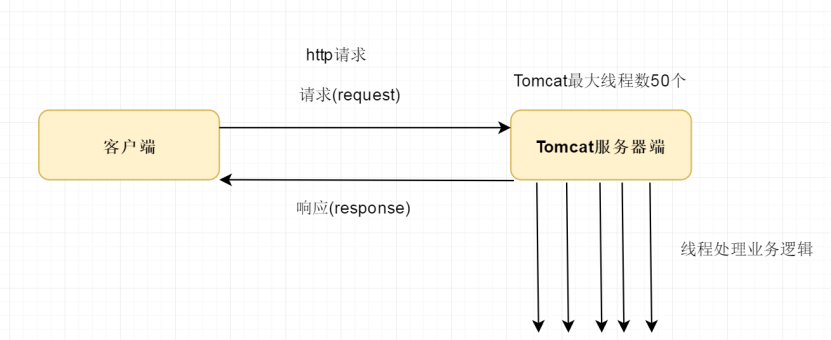 http请求
请求(request)
Tomcat最大线程数50个
客户端
Tomcat服务器端
响应(response)
线程处理业务逻辑